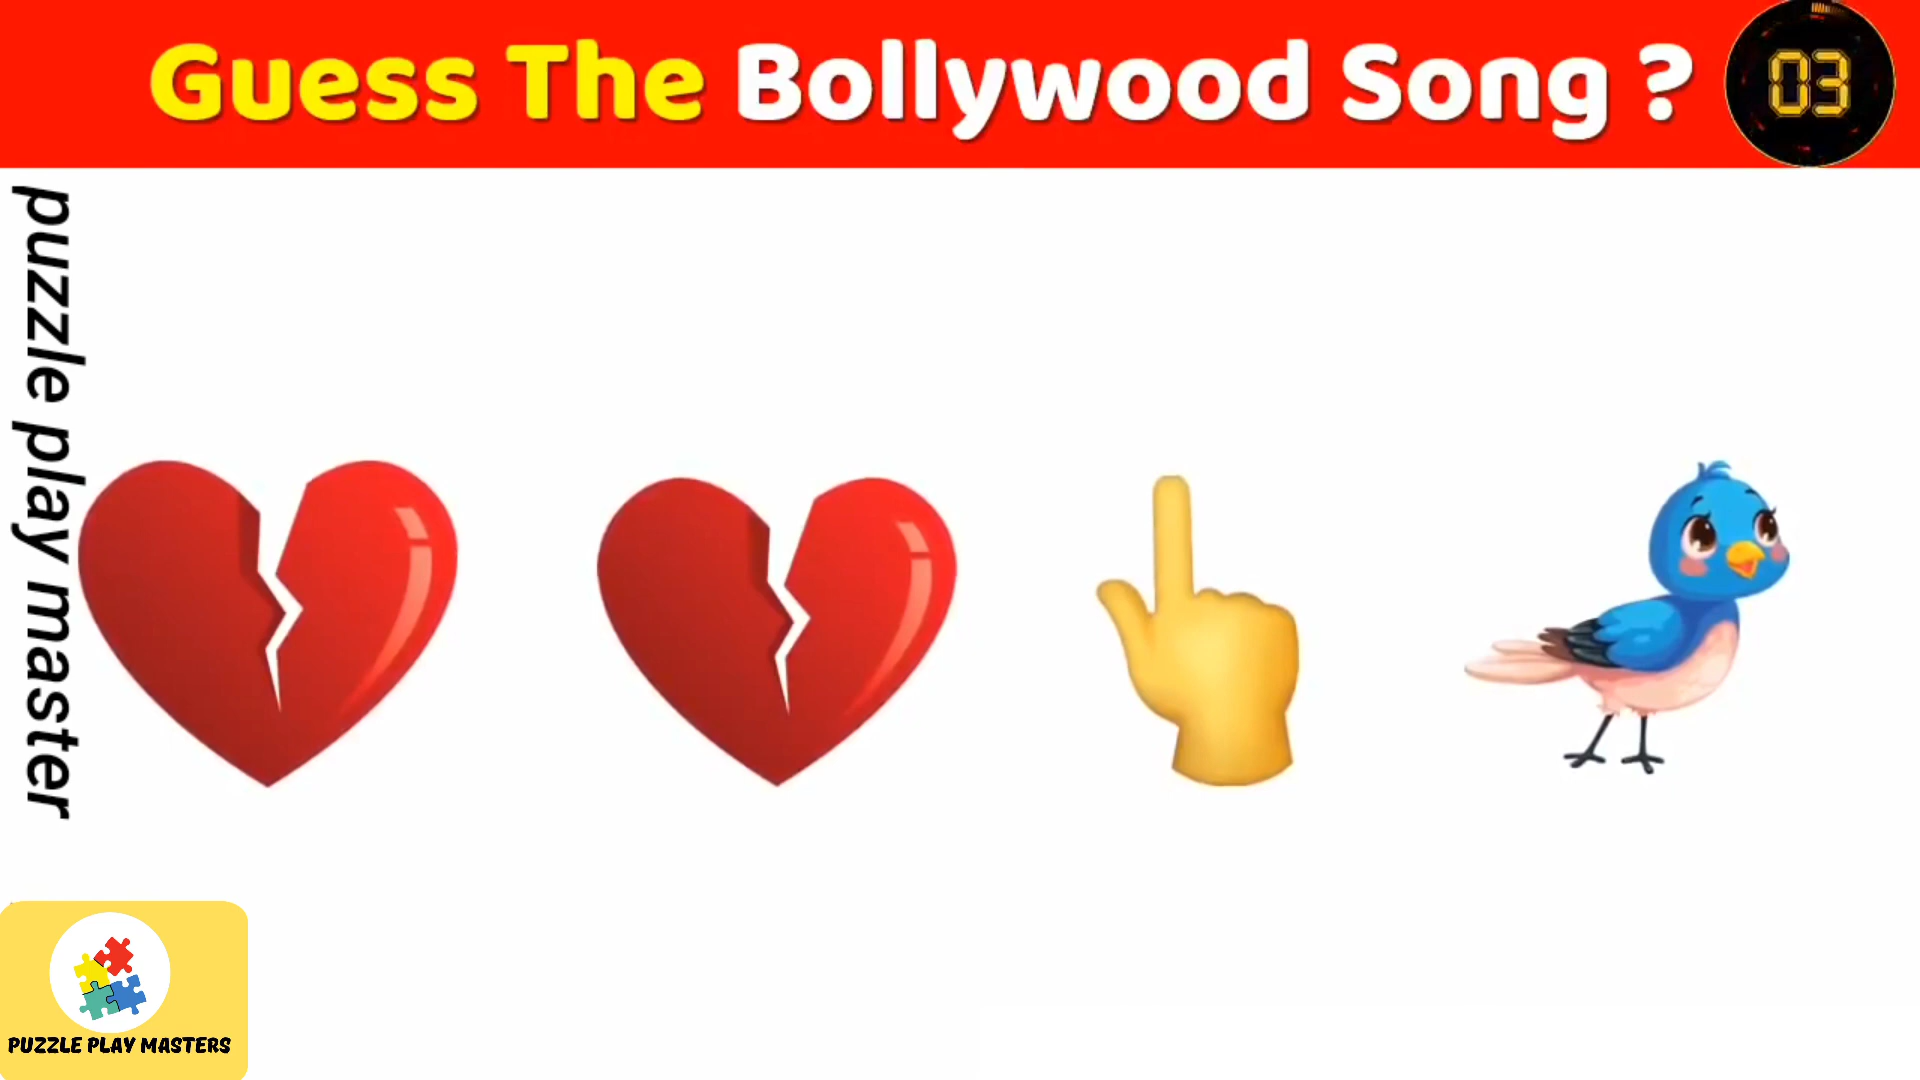 Guess The Bollywood Song ?
03
puzzle play master
PUZZLE PLAY MASTERS